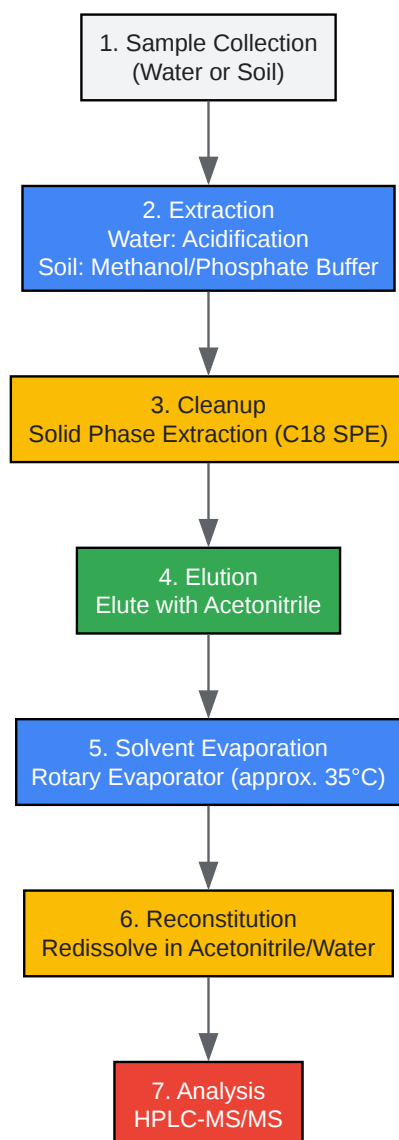 1. Sample Collection
(Water or Soil)
2. Extraction
Water: Acidification
Soil: Methanol/Phosphate Buffer
3. Cleanup
Solid Phase Extraction (C18 SPE)
4. Elution
Elute with Acetonitrile
5. Solvent Evaporation
Rotary Evaporator (approx. 35°C)
6. Reconstitution
Redissolve in Acetonitrile/Water
7. Analysis
HPLC-MS/MS